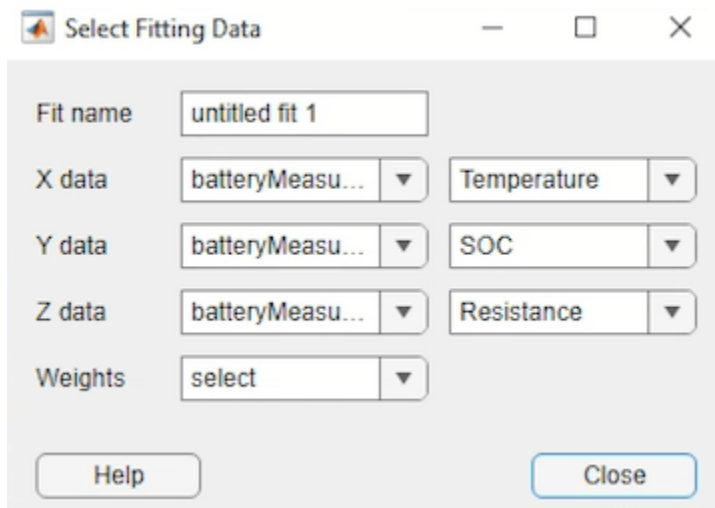 Select Fitting Data
Fit name untitled fit 1
X data batteryMeasu... Temperature
Y data batteryMeasu... SOC
Z data batteryMeasu... Resistance
Weights select
Help Close